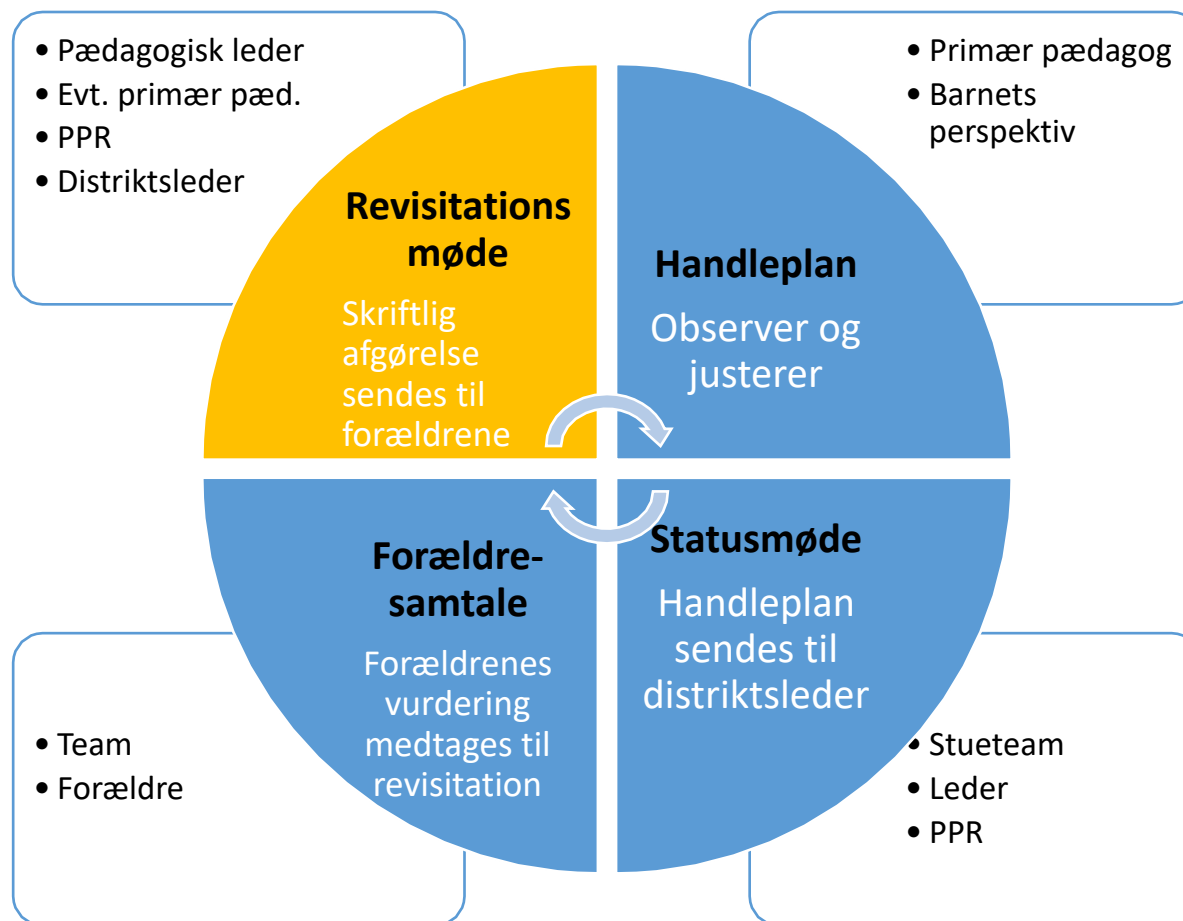 • Pædagogisk leder
• Evt. primær pæd.
• PPR
• Distriktsleder
Revisitations
møde
Skriftlig
afgørelse
sendes til
forældrene
• Primær pædagog
• Barnets
perspektiv
Handleplan
Observer og
justerer
Statusmøde
Handleplan
sendes til
distriktsleder
• Stueteam
• Leder
• PPR
Forældre-
samtale
Forældrenes
vurdering
medtages til
revisitation
• Team
• Forældre